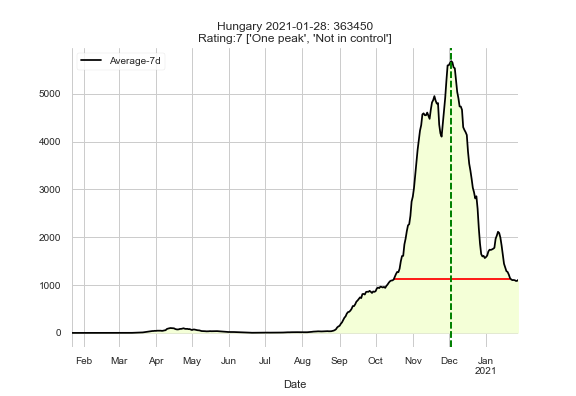 Hungary 2021-01-28: 363450
Rating:7 ['One peak', 'Not in control']
Average-7d
5000
4000
3000
2000
1000
0
Feb Mar Apr May Jun Jul Aug Sep Oct Nov Dec Jan
2021
Date